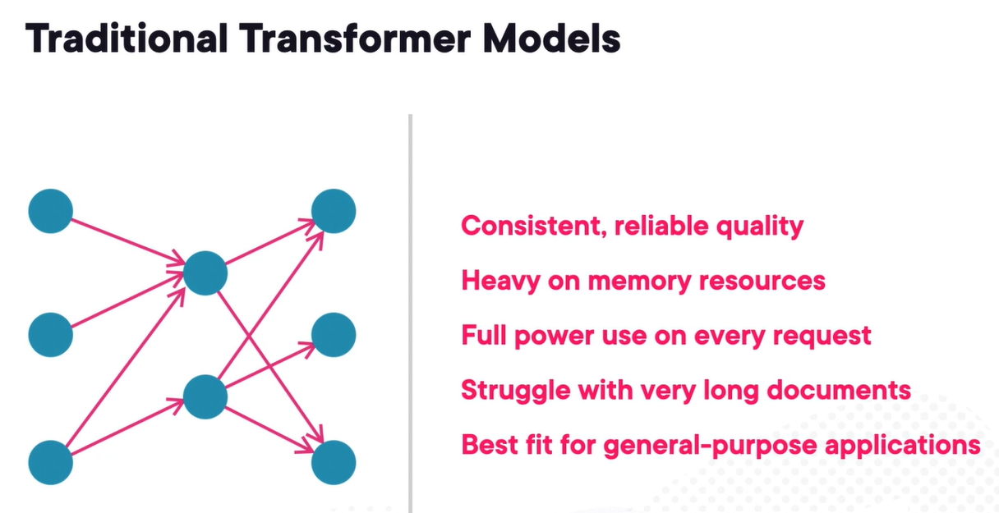 Traditional Transformer Models
Consistent, reliable quality
Heavy on memory resources
Full power use on every request
Struggle with very long documents
Best fit for general-purpose applications